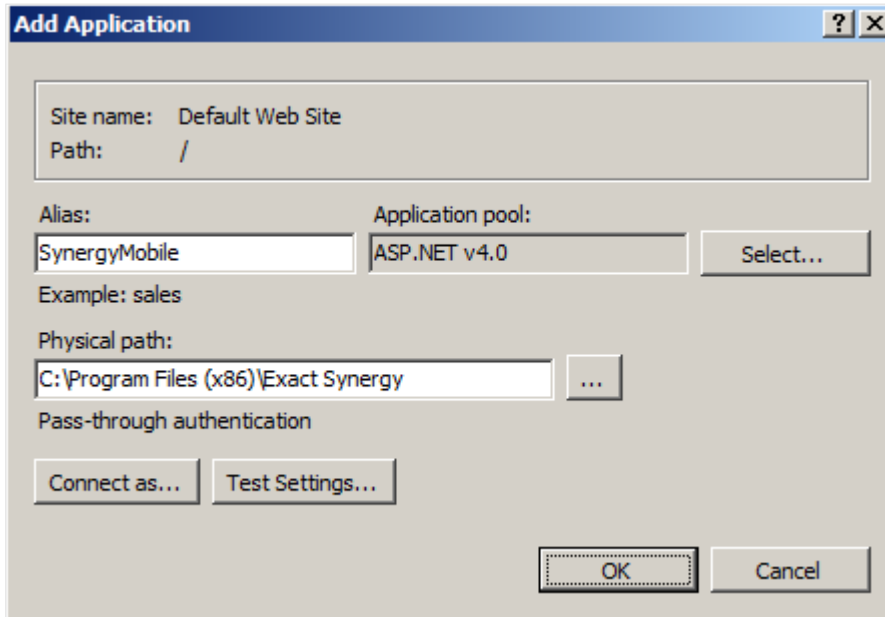 Add Application
Site name: Default Web Site
Path: /
Alias: Application pool:
SynergyMobile ASP.NET v4.0 Select...
Example: sales
Physical path:
C:\Program Files (x86)\Exact Synergy ...
Pass-through authentication
Connect as... Test Settings...
OK Cancel